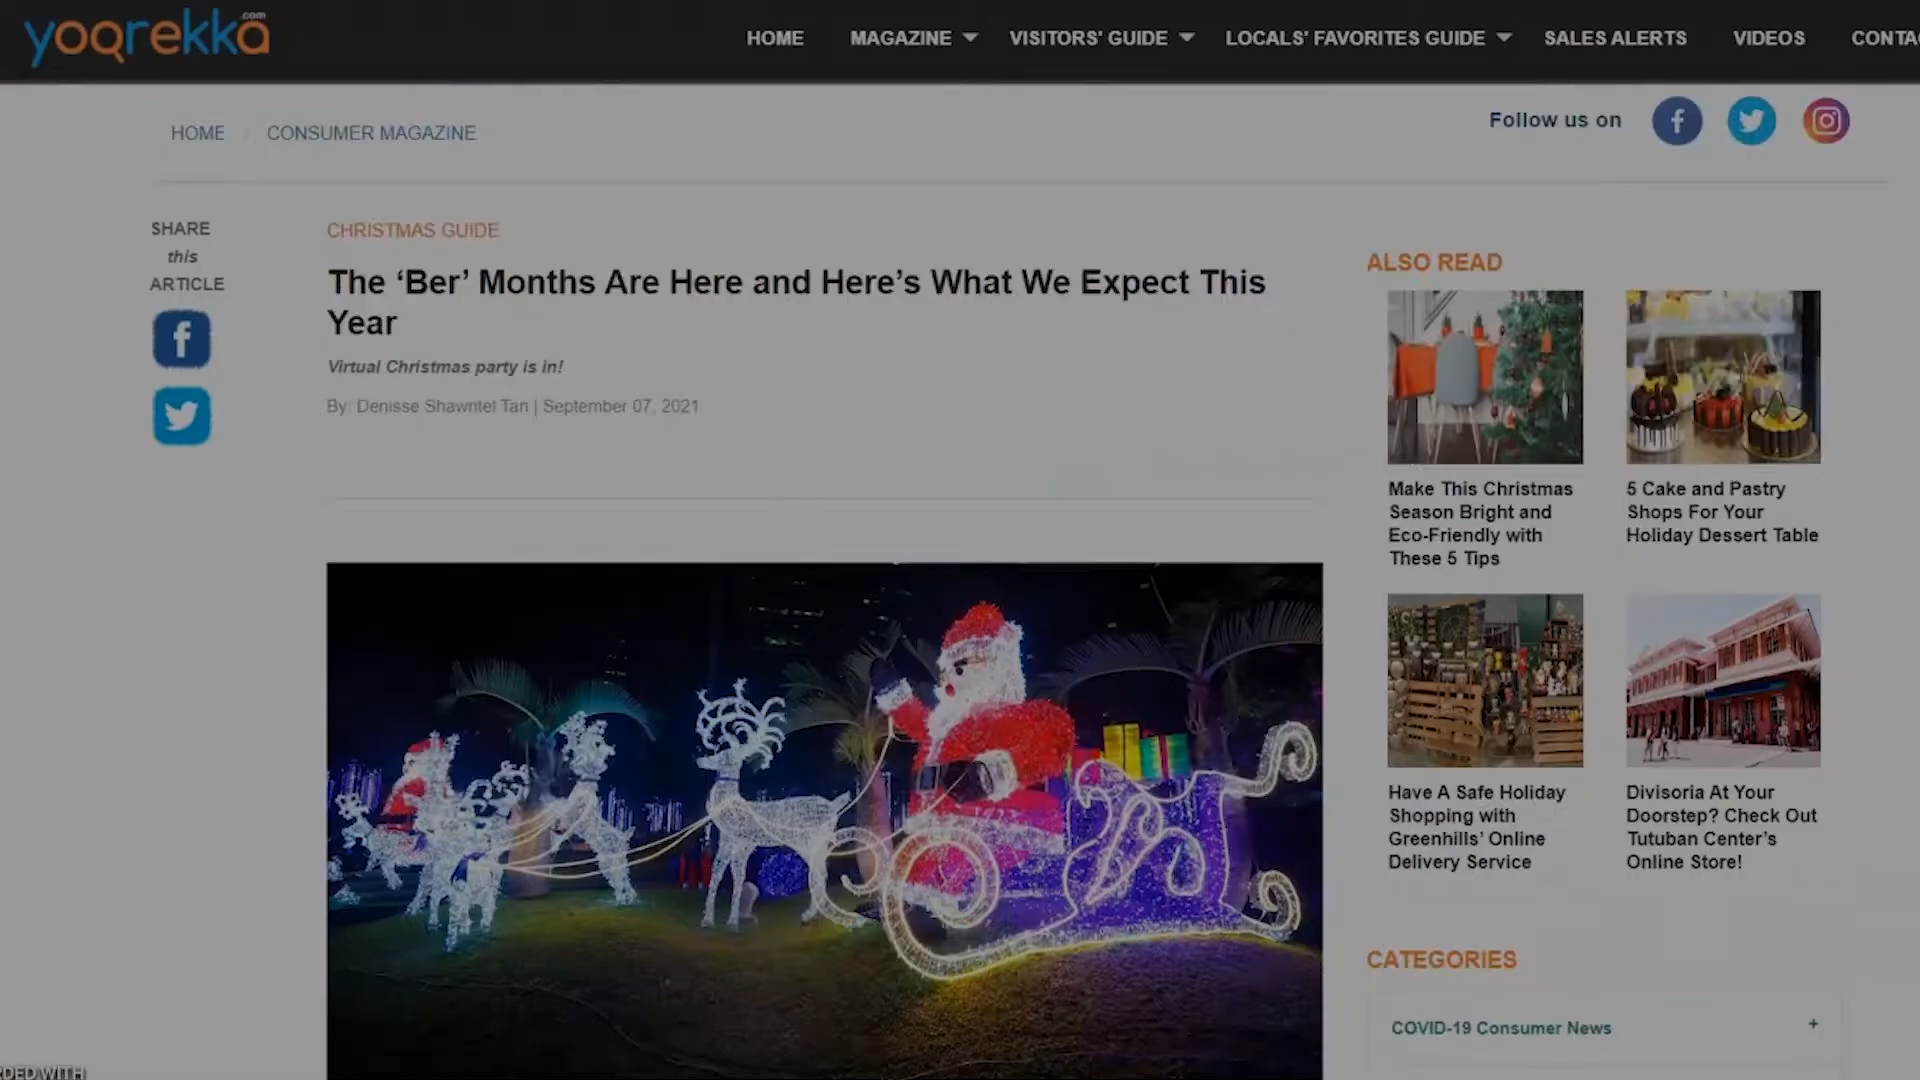 yoqrekka.com
HOME MAGAZINE VISITORS' GUIDE LOCALS' FAVORITES GUIDE SALES ALERTS VIDEOS
HOME CONSUMER MAGAZINE
Follow us on
SHARE
this
ARTICLE
CHRISTMAS GUIDE
The ‘Ber’ Months Are Here and Here’s What We Expect This
Year
Virtual Christmas party is in!
By: Denisse Shawntel Tan | September 07, 2021
ALSO READ
Make This Christmas
Season Bright and
Eco-Friendly with
These 5 Tips
5 Cake and Pastry
Shops For Your
Holiday Dessert Table
Have A Safe Holiday
Shopping with
Greenhills’ Online
Delivery Service
Divisoria At Your
Doorstep? Check Out
Tutuban Center’s
Online Store!
CATEGORIES
COVID-19 Consumer News +
WITH